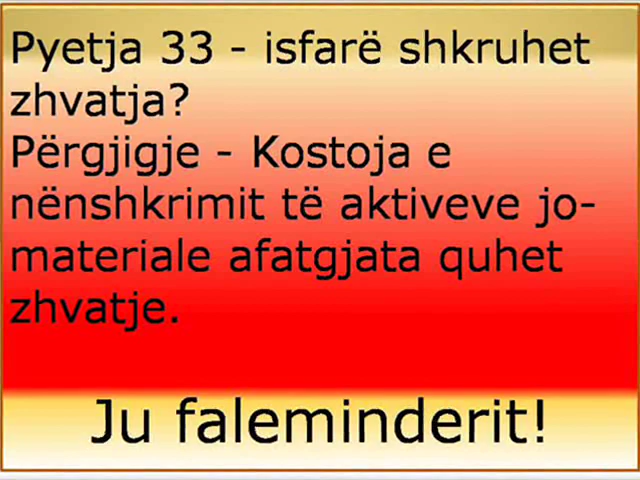 Pyetja 33 - isfarë shkruhet
zhvatja?
Përgjigje - Kostoja e
nënshkrimit të aktiveve jo-
materiale afatgjata quhet
zhvatje.
Ju faleminderit!